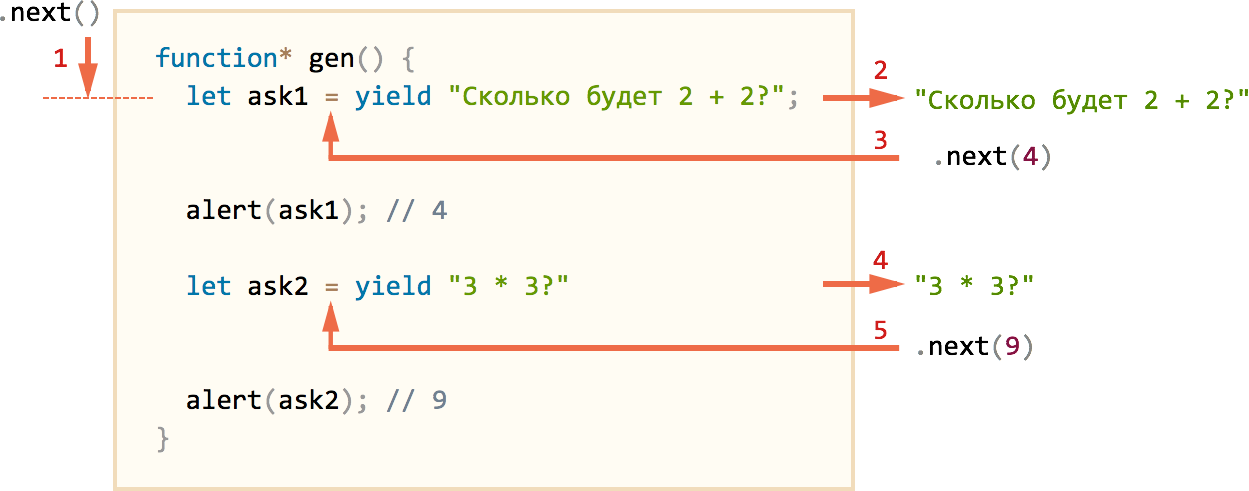 .next()
1
function* gen() {
let ask1 = yield "Сколько будет 2 + 2?";
2
"Сколько будет 2 + 2?"
3
.next(4)
alert(ask1); // 4
let ask2 = yield "3 * 3?"
4
"3 * 3?"
5
.next(9)
alert(ask2); // 9
}